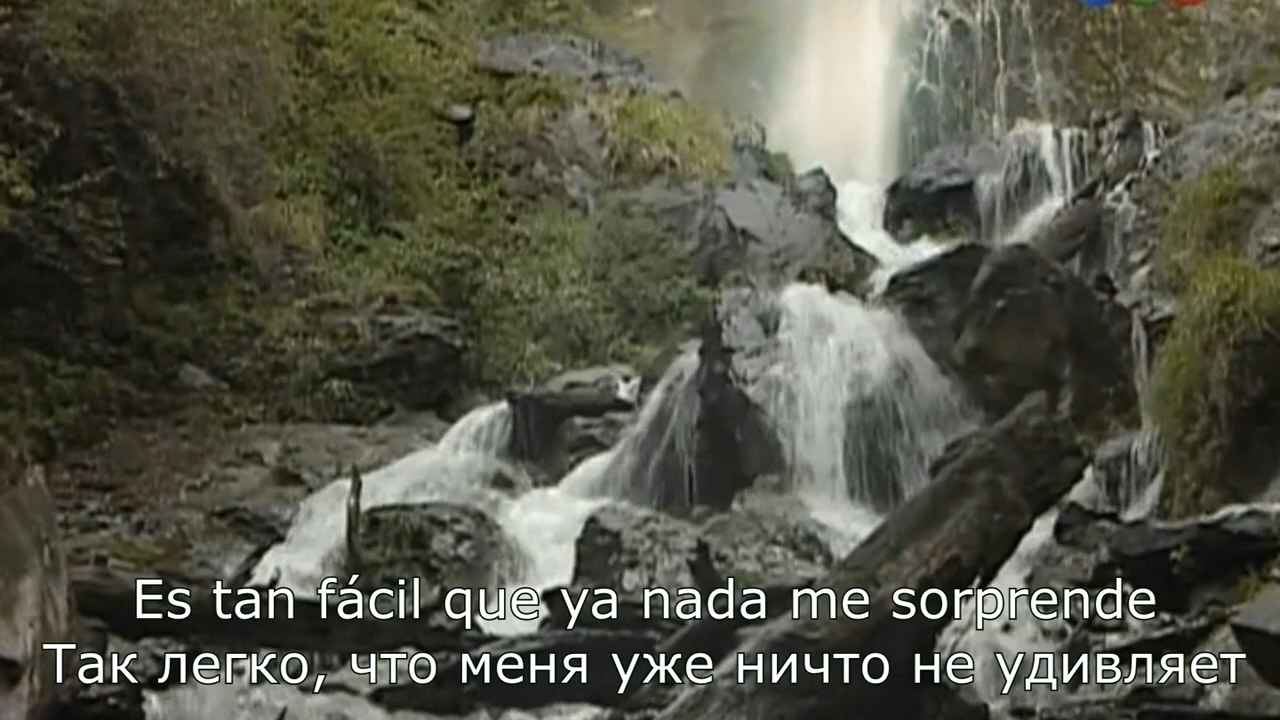 Es tan fácil que ya nada me sorprende
Так легко, что меня уже ничто не удивляет